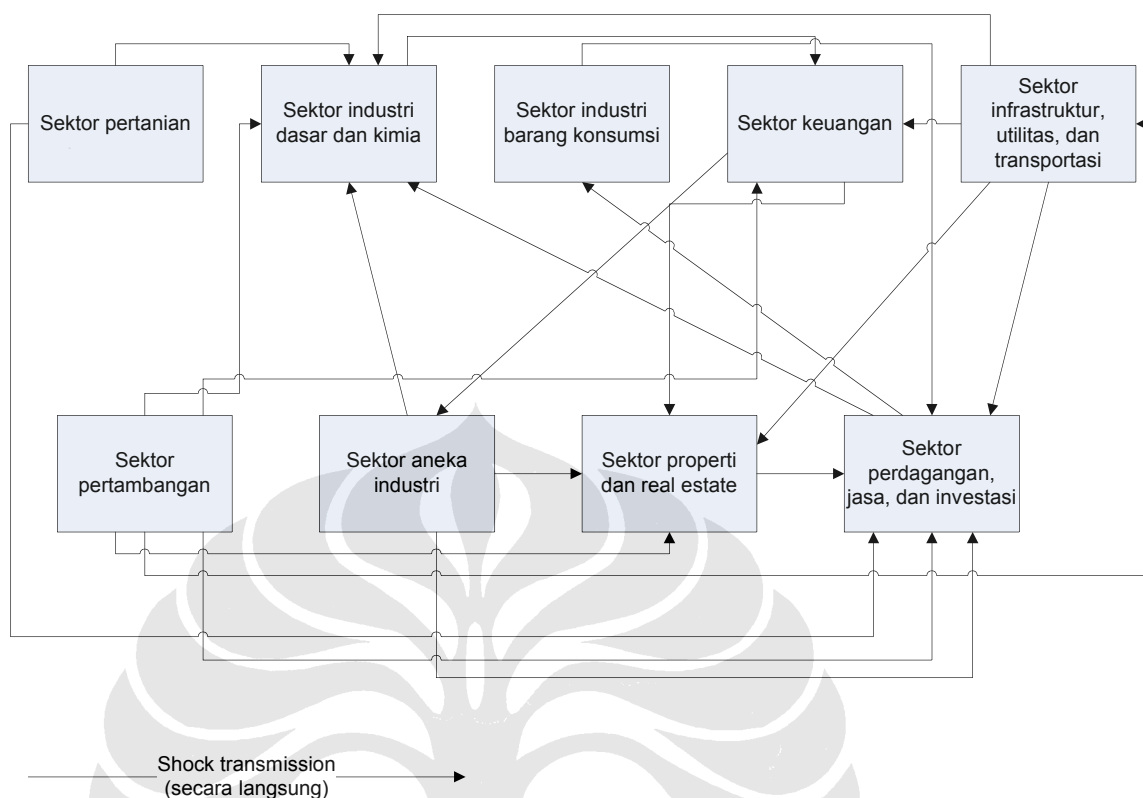 Sektor pertanian
Sektor industri
dasar dan kimia
Sektor industri
barang konsumsi
Sektor keuangan
Sektor
infrastruktur,
utilitas, dan
transportasi
Sektor
pertambangan
Sektor aneka
industri
Sektor properti
dan real estate
Sektor
perdagangan,
jasa, dan investasi
Shock transmission
(secara langsung)